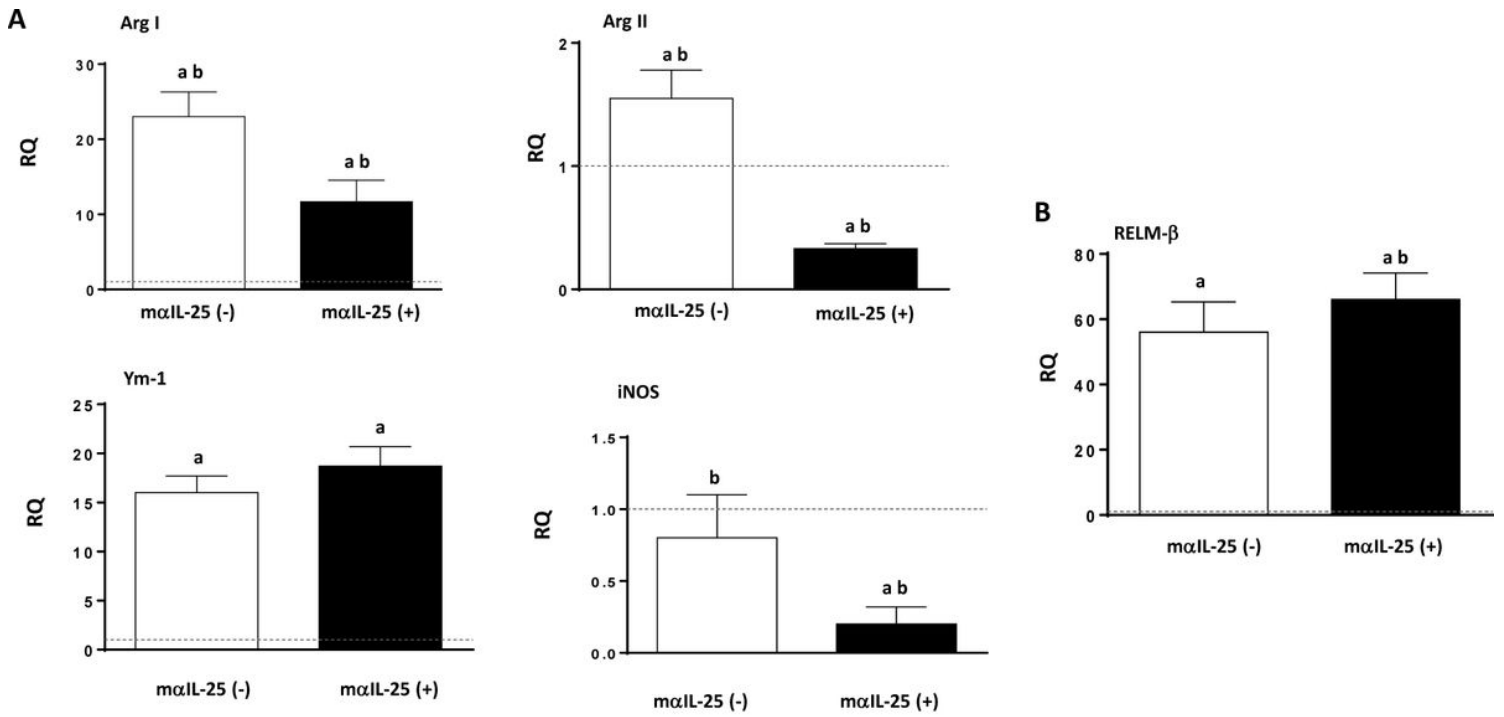 A
Arg I
30
20
10
0
RQ
a b
a b
mαIL-25 (-)
mαIL-25 (+)
Arg II
2
1
0
RQ
a b
a b
mαIL-25 (-)
mαIL-25 (+)
Ym-1
25
20
15
10
5
0
RQ
a
a
mαIL-25 (-)
mαIL-25 (+)
iNOS
1.5
1.0
0.5
0.0
RQ
b
a b
mαIL-25 (-)
mαIL-25 (+)
B
RELM-β
80
60
40
20
0
RQ
a
a b
mαIL-25 (-)
mαIL-25 (+)